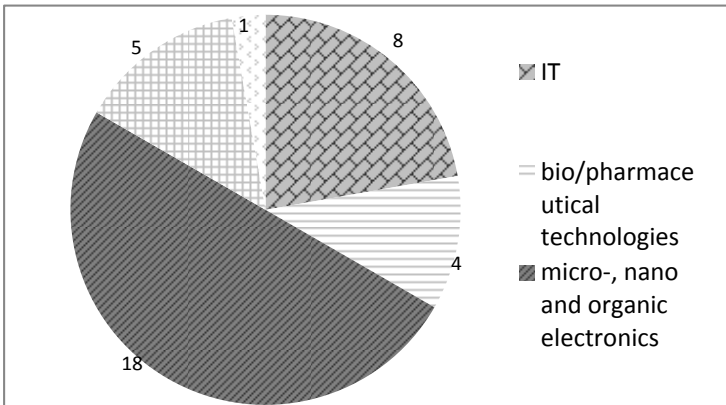 1
5
8
IT
bio/pharmace
utical
technologies
4
micro-, nano
and organic
electronics
18